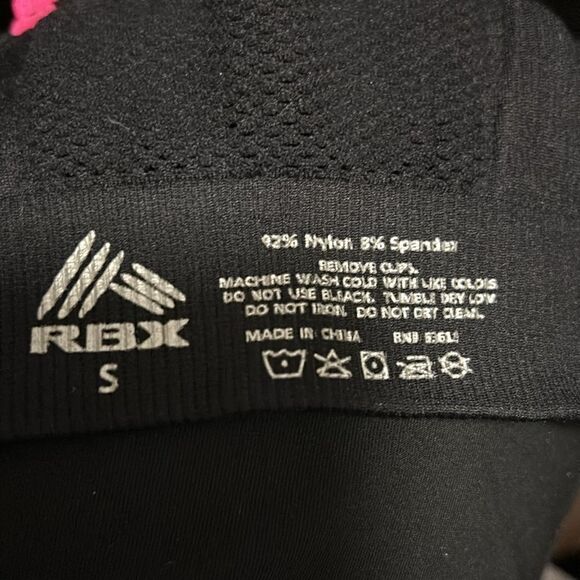 RBX
S
92% Nylon 8% Spandex
REMOVE CUPS.
MACHINE WASH COLD WITH LIKE COLORS
DO NOT USE BLEACH. TUMBLE DRY LOW
DO NOT IRON. DO NOT DRY CLEAN.
MADE IN CHINA RN#